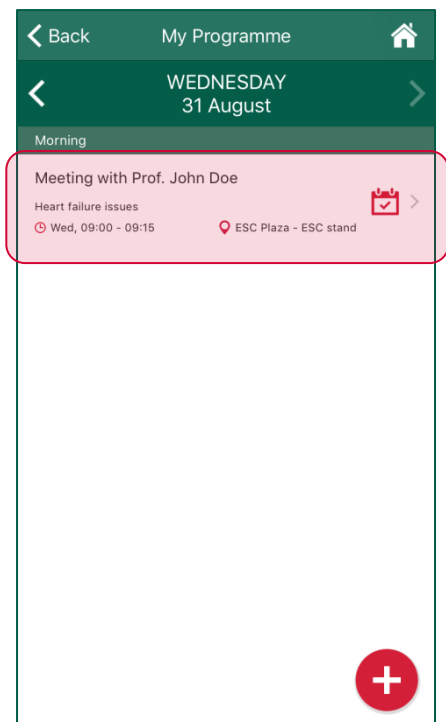 Back My Programme
WEDNESDAY
31 August
Morning
Meeting with Prof. John Doe
Heart failure issues
Wed, 09:00 - 09:15 ESC Plaza - ESC stand